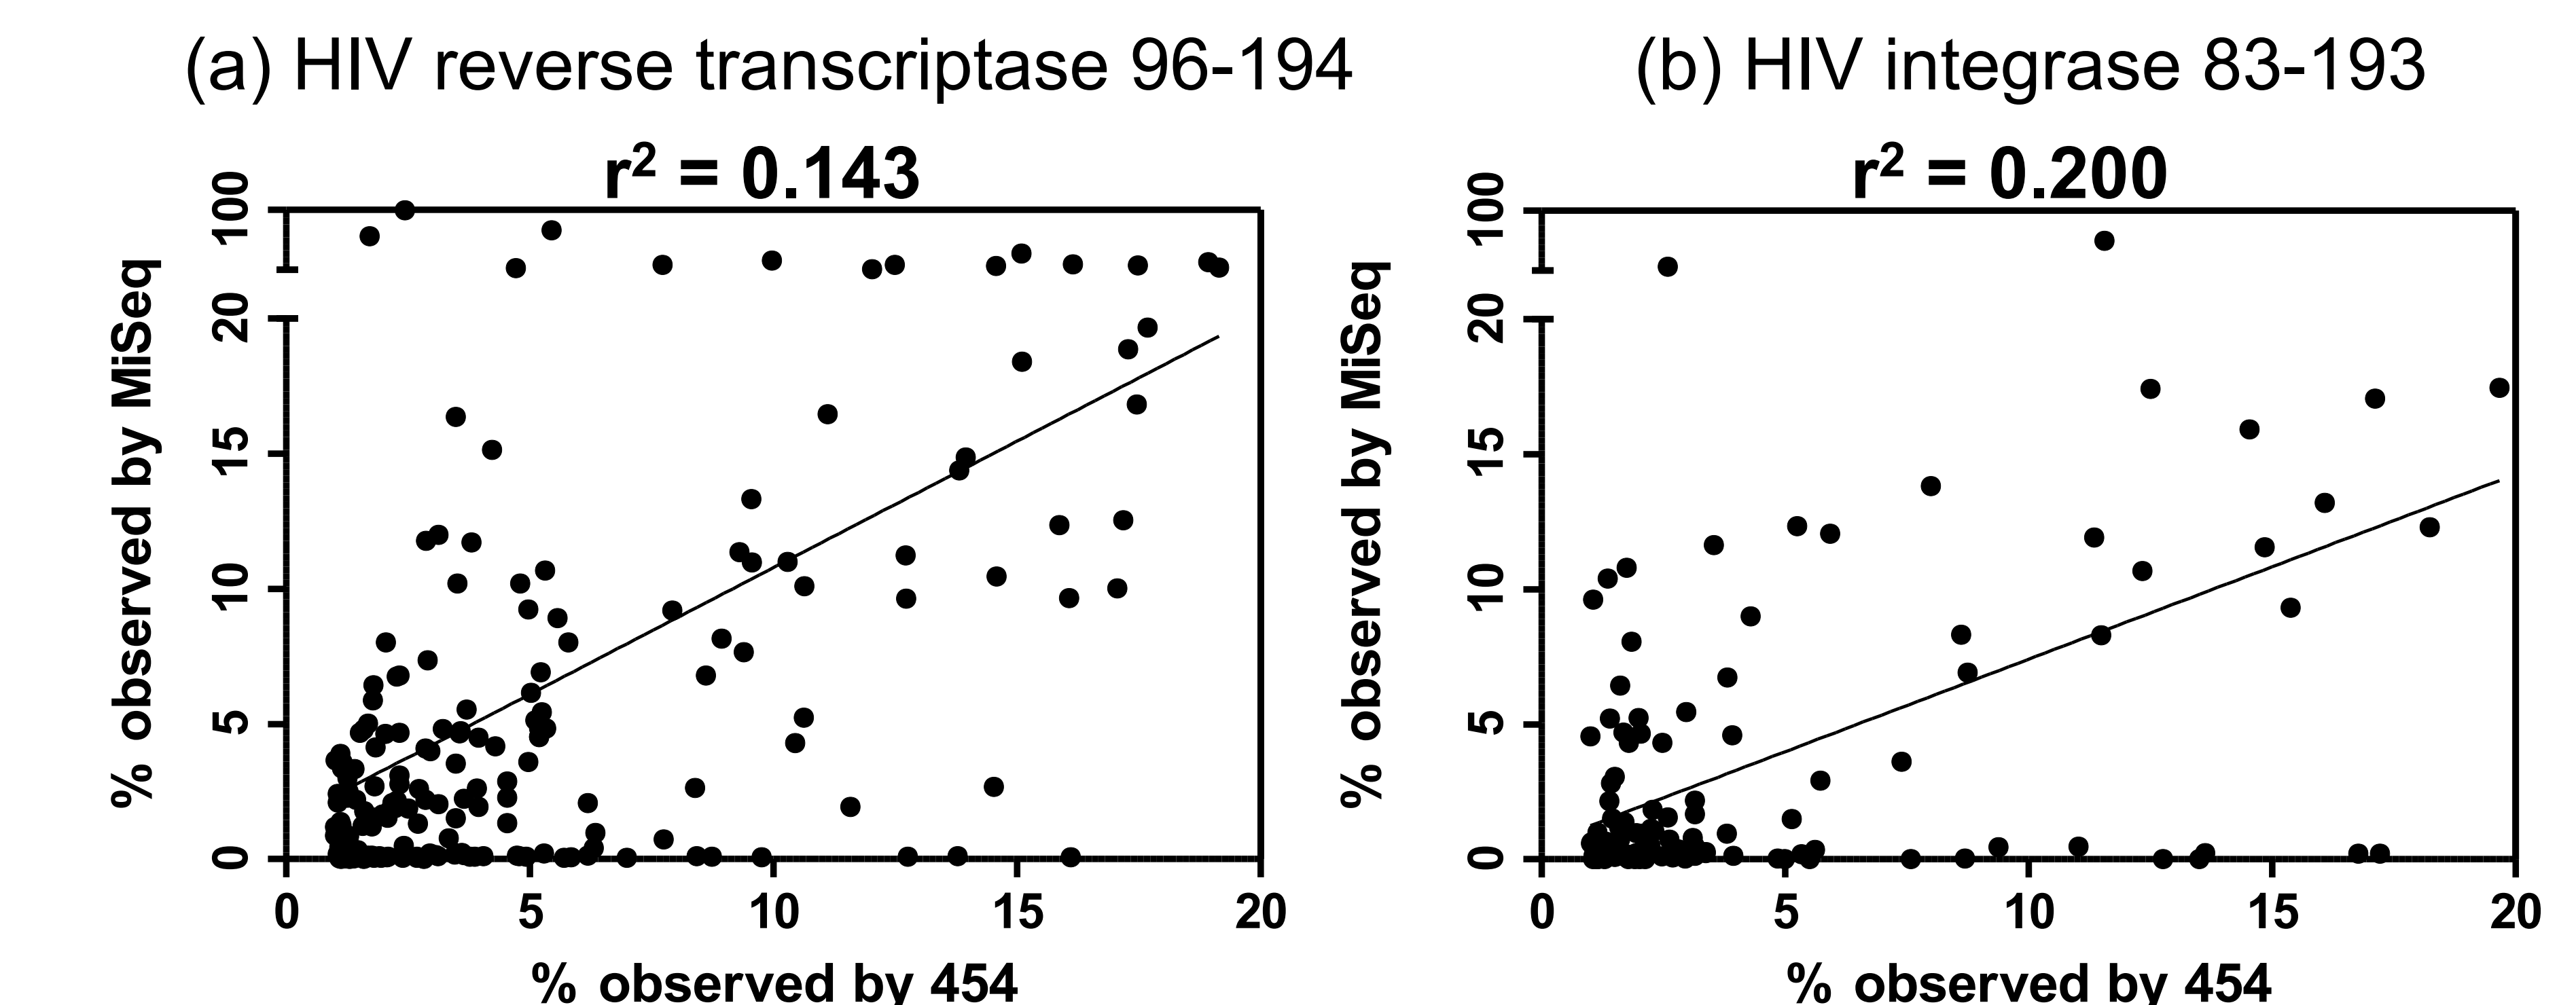 (a) HIV reverse transcriptase 96-194
r² = 0.143
% observed by MiSeq
100
20
15
10
5
0
0 5 10 15 20
% observed by 454
(b) HIV integrase 83-193
r² = 0.200
% observed by MiSeq
100
20
15
10
5
0
0 5 10 15 20
% observed by 454